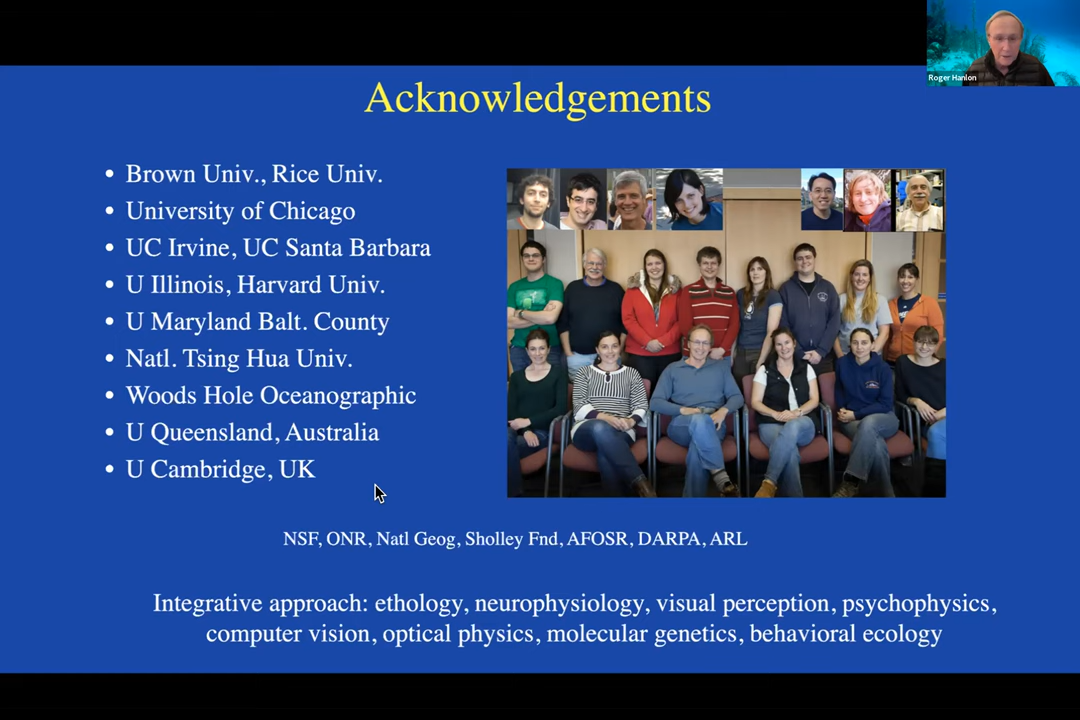 Roger Hanlon
Acknowledgements
• Brown Univ., Rice Univ.
• University of Chicago
• UC Irvine, UC Santa Barbara
• U Illinois, Harvard Univ.
• U Maryland Balt. County
• Natl. Tsing Hua Univ.
• Woods Hole Oceanographic
• U Queensland, Australia
• U Cambridge, UK
NSF, ONR, Natl Geog, Sholley Fnd, AFOSR, DARPA, ARL
Integrative approach: ethology, neurophysiology, visual perception, psychophysics,
computer vision, optical physics, molecular genetics, behavioral ecology